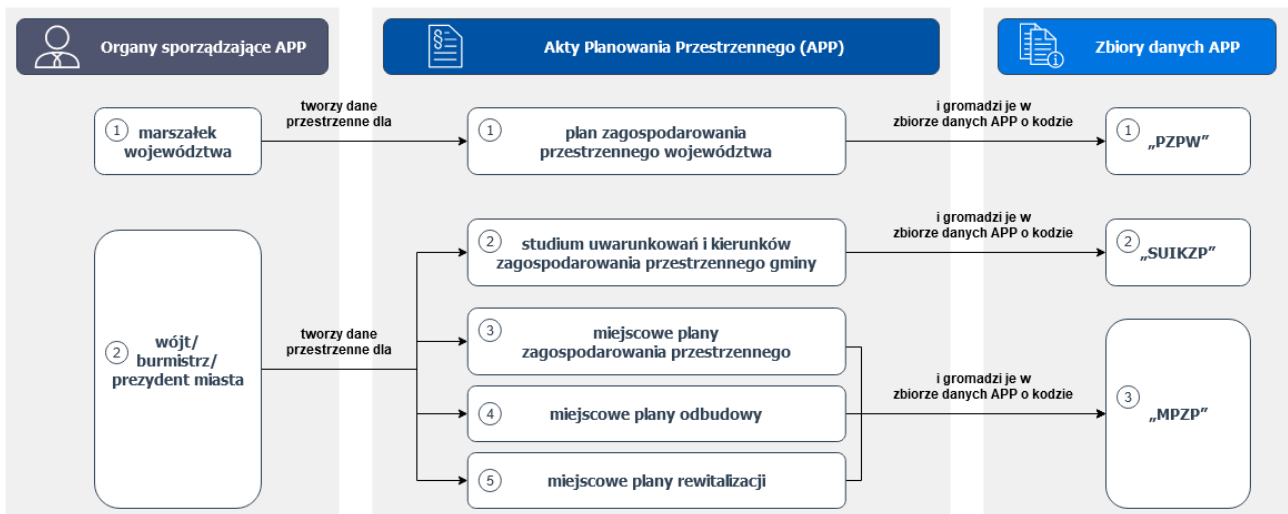 Organy sporządzające APP
Akty Planowania Przestrzennego (APP)
Zbiory danych APP
1 marszałek
województwa
tworzy dane
przestrzenne dla
1 plan zagospodarowania
przestrzennego województwa
i gromadzi je w
zbiorze danych APP o kodzie
1 „PZPW”
2 wójt/
burmistrz/
prezydent miasta
tworzy dane
przestrzenne dla
2 studium uwarunkowań i kierunków
zagospodarowania przestrzennego gminy
i gromadzi je w
zbiorze danych APP o kodzie
2 „SUIKZP”
3 miejscowe plany
zagospodarowania przestrzennego
4 miejscowe plany odbudowy
5 miejscowe plany rewitalizacji
i gromadzi je w
zbiorze danych APP o kodzie
3 „MPZP”